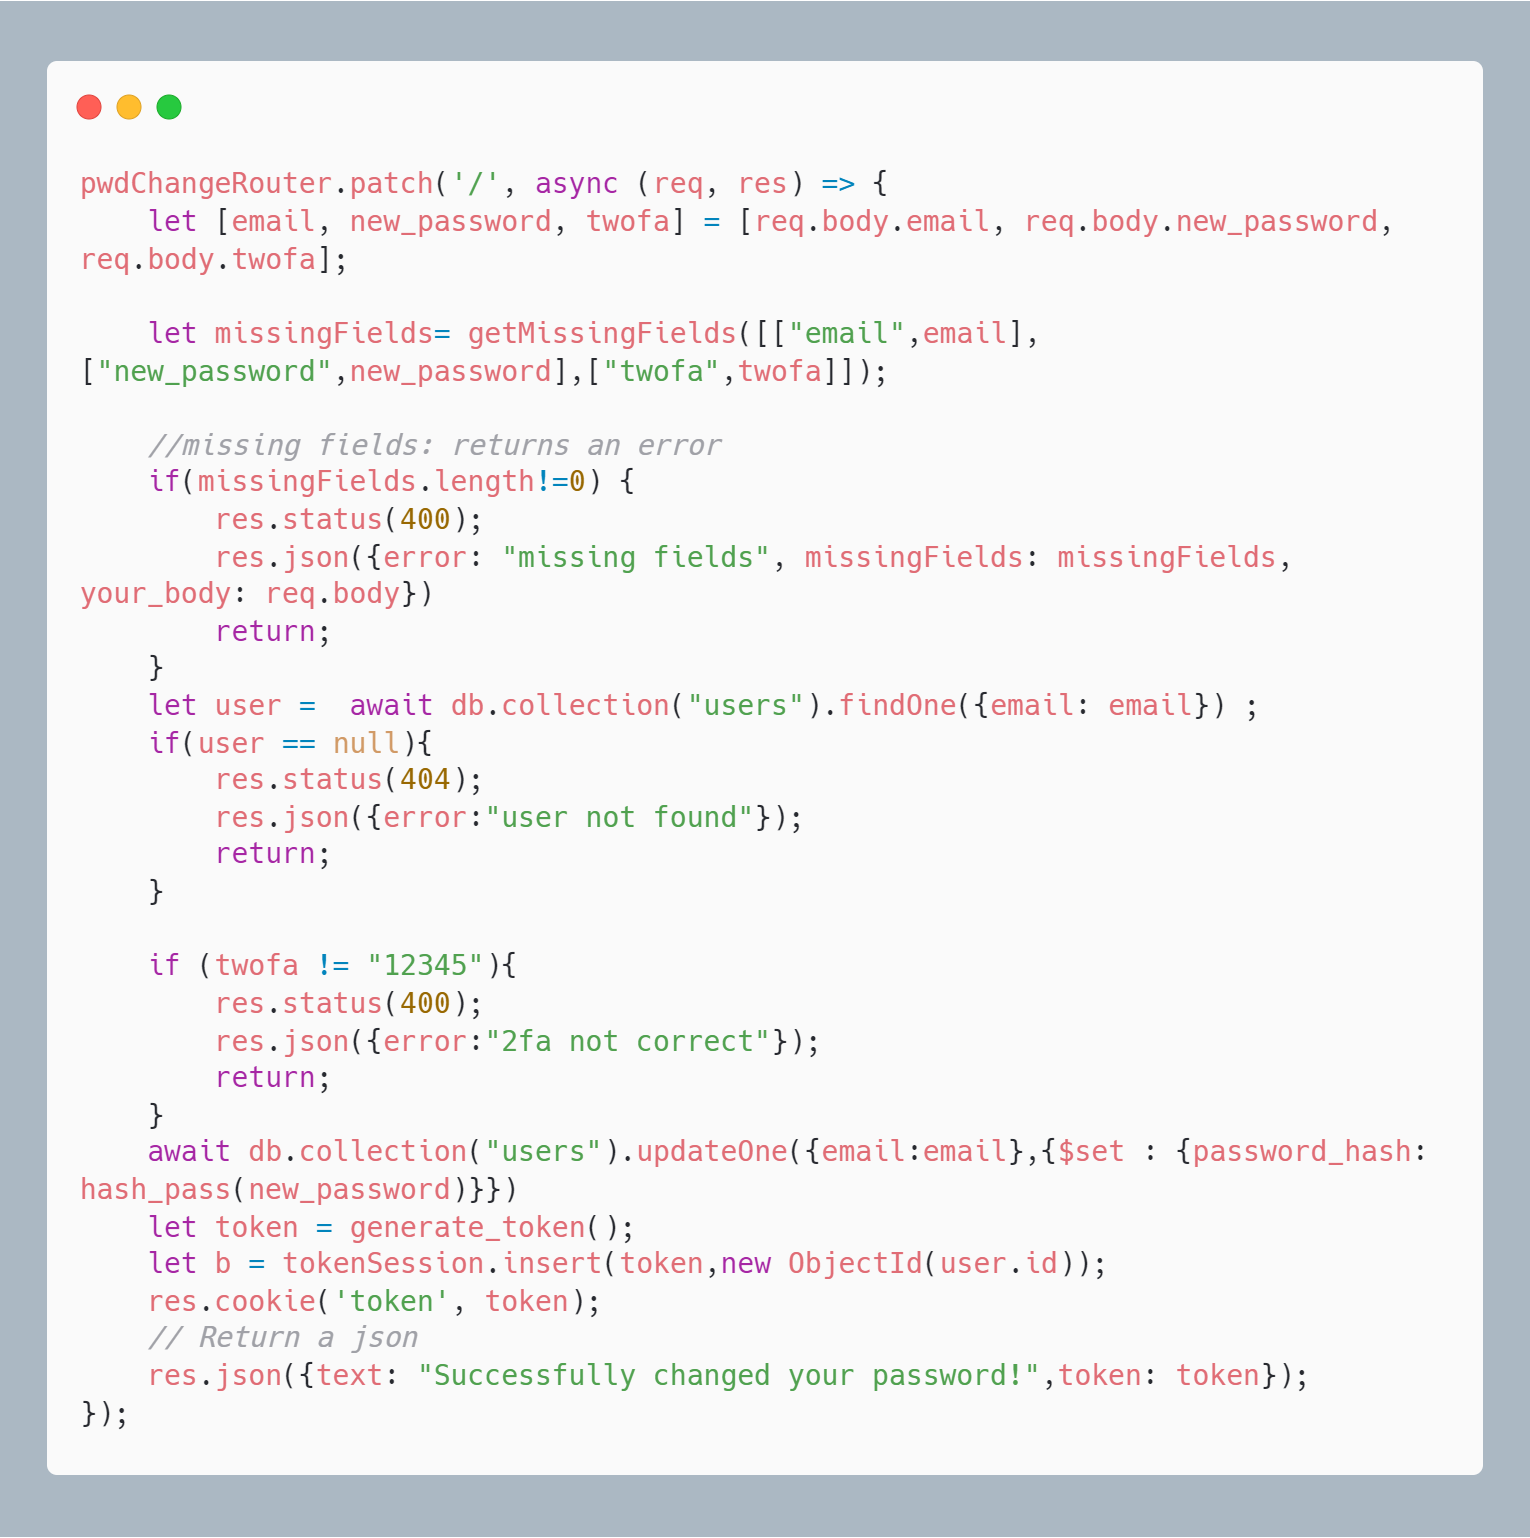 pwdChangeRouter.patch('/', async (req, res) => {
    let [email, new_password, twofa] = [req.body.email, req.body.new_password,
req.body.twofa];

    let missingFields= getMissingFields([["email",email],
["new_password",new_password],["twofa",twofa]]);

    //missing fields: returns an error
    if(missingFields.length!=0) {
        res.status(400);
        res.json({error: "missing fields", missingFields: missingFields,
your_body: req.body})
        return;
    }
    let user =  await db.collection("users").findOne({email: email}) ;
    if(user == null){
        res.status(404);
        res.json({error:"user not found"});
        return;
    }

    if (twofa != "12345"){
        res.status(400);
        res.json({error:"2fa not correct"});
        return;
    }
    await db.collection("users").updateOne({email:email},{$set : {password_hash:
hash_pass(new_password)}})
    let token = generate_token();
    let b = tokenSession.insert(token,new ObjectId(user.id));
    res.cookie('token', token);
    // Return a json
    res.json({text: "Successfully changed your password!",token: token});
});